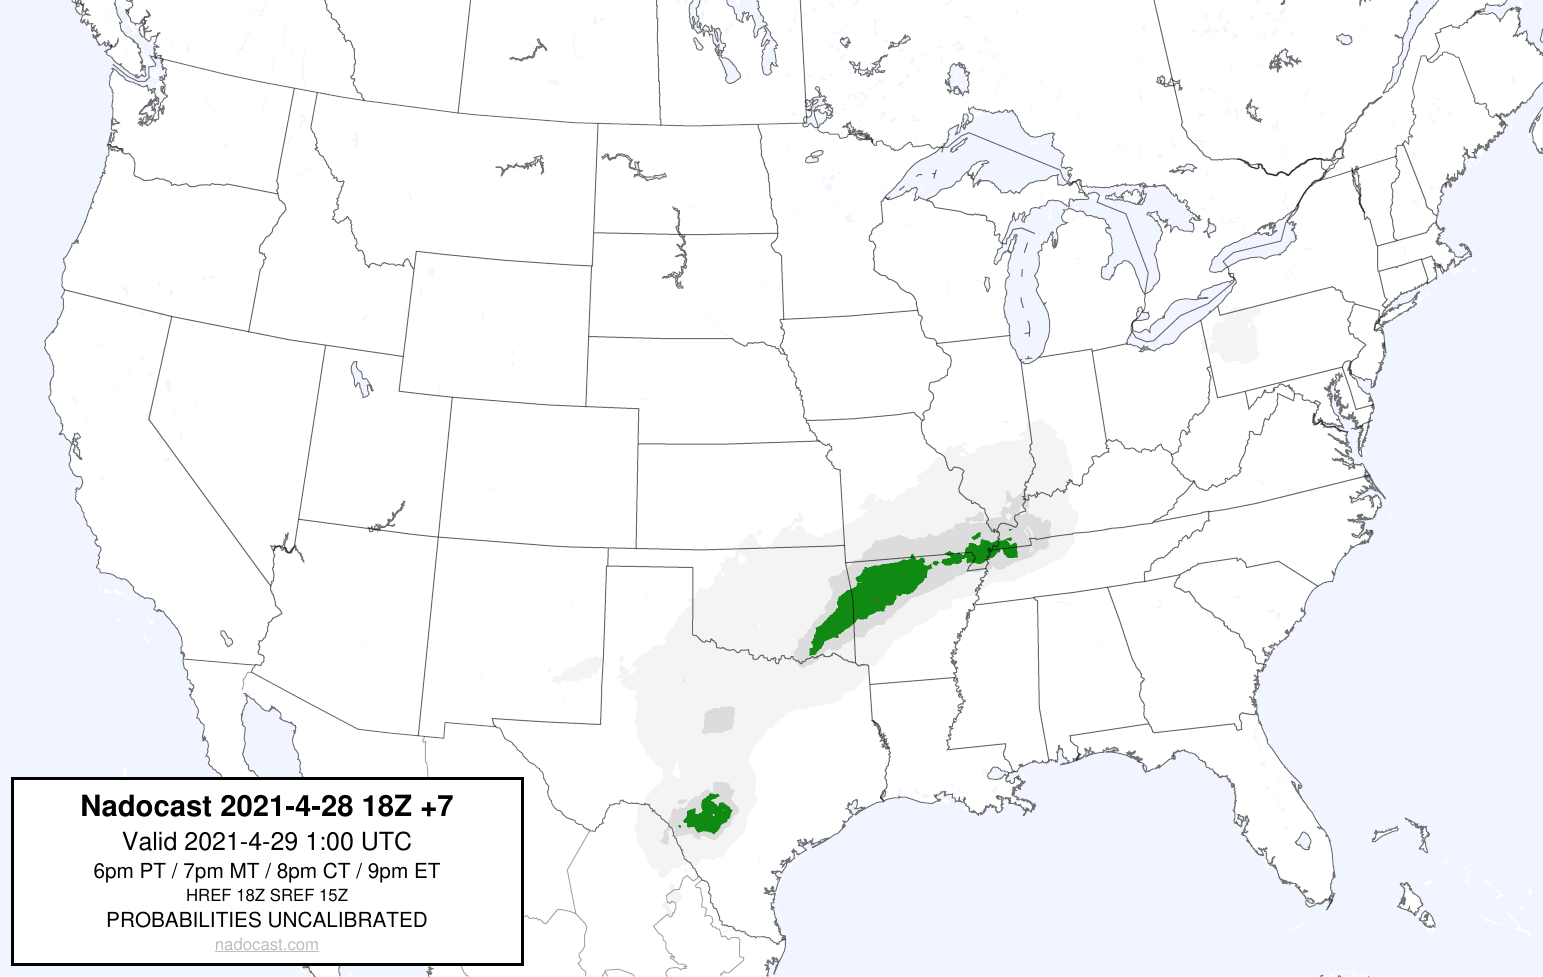 Nadocast 2021-4-28 18Z +7
Valid 2021-4-29 1:00 UTC
6pm PT / 7pm MT / 8pm CT / 9pm ET
HREF 18Z SREF 15Z
PROBABILITIES UNCALIBRATED
nadocast.com